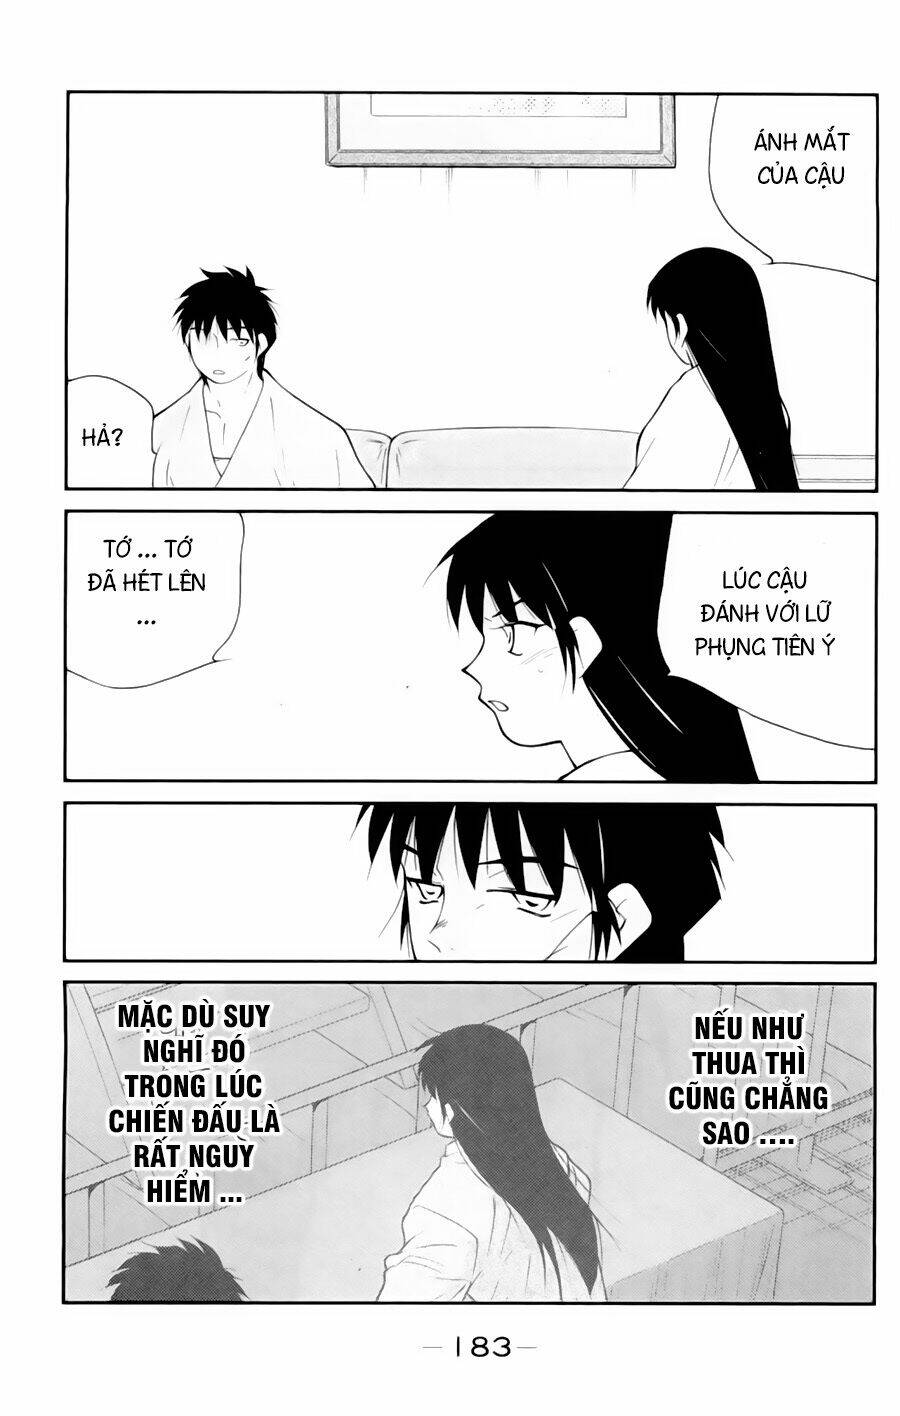 ÁNH MẮT
CỦA CẬU
HẢ?
LÚC CẬU
ĐÁNH VỚI LỮ
PHỤNG TIÊN Ý
TỚ ... TỚ
ĐÃ HÉT LÊN
...
NẾU NHƯ
THUA THÌ
CŨNG CHẲNG
SAO ....
MẶC DÙ SUY
NGHĨ ĐÓ
TRONG LÚC
CHIẾN ĐẤU LÀ
RẤT NGUY
HIỂM ...
— 183 —